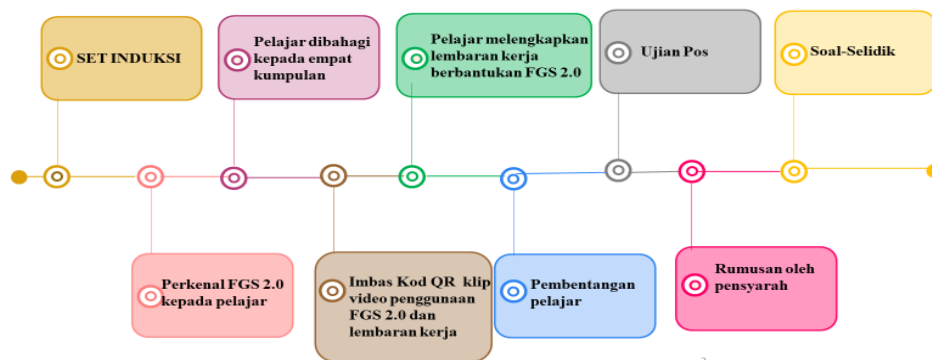 SET INDUKSI
Pelajar dibahagi
kepada empat
kumpulan
Pelajar melengkapkan
lembaran kerja
berbantukan FGS 2.0
Ujian Pos
Soal-Selidik
Perkenal FGS 2.0
kepada pelajar
Imbas Kod QR klip
video penggunaan
FGS 2.0 dan
lembaran kerja
Pembentangan
pelajar
Rumusan oleh
pensyarah